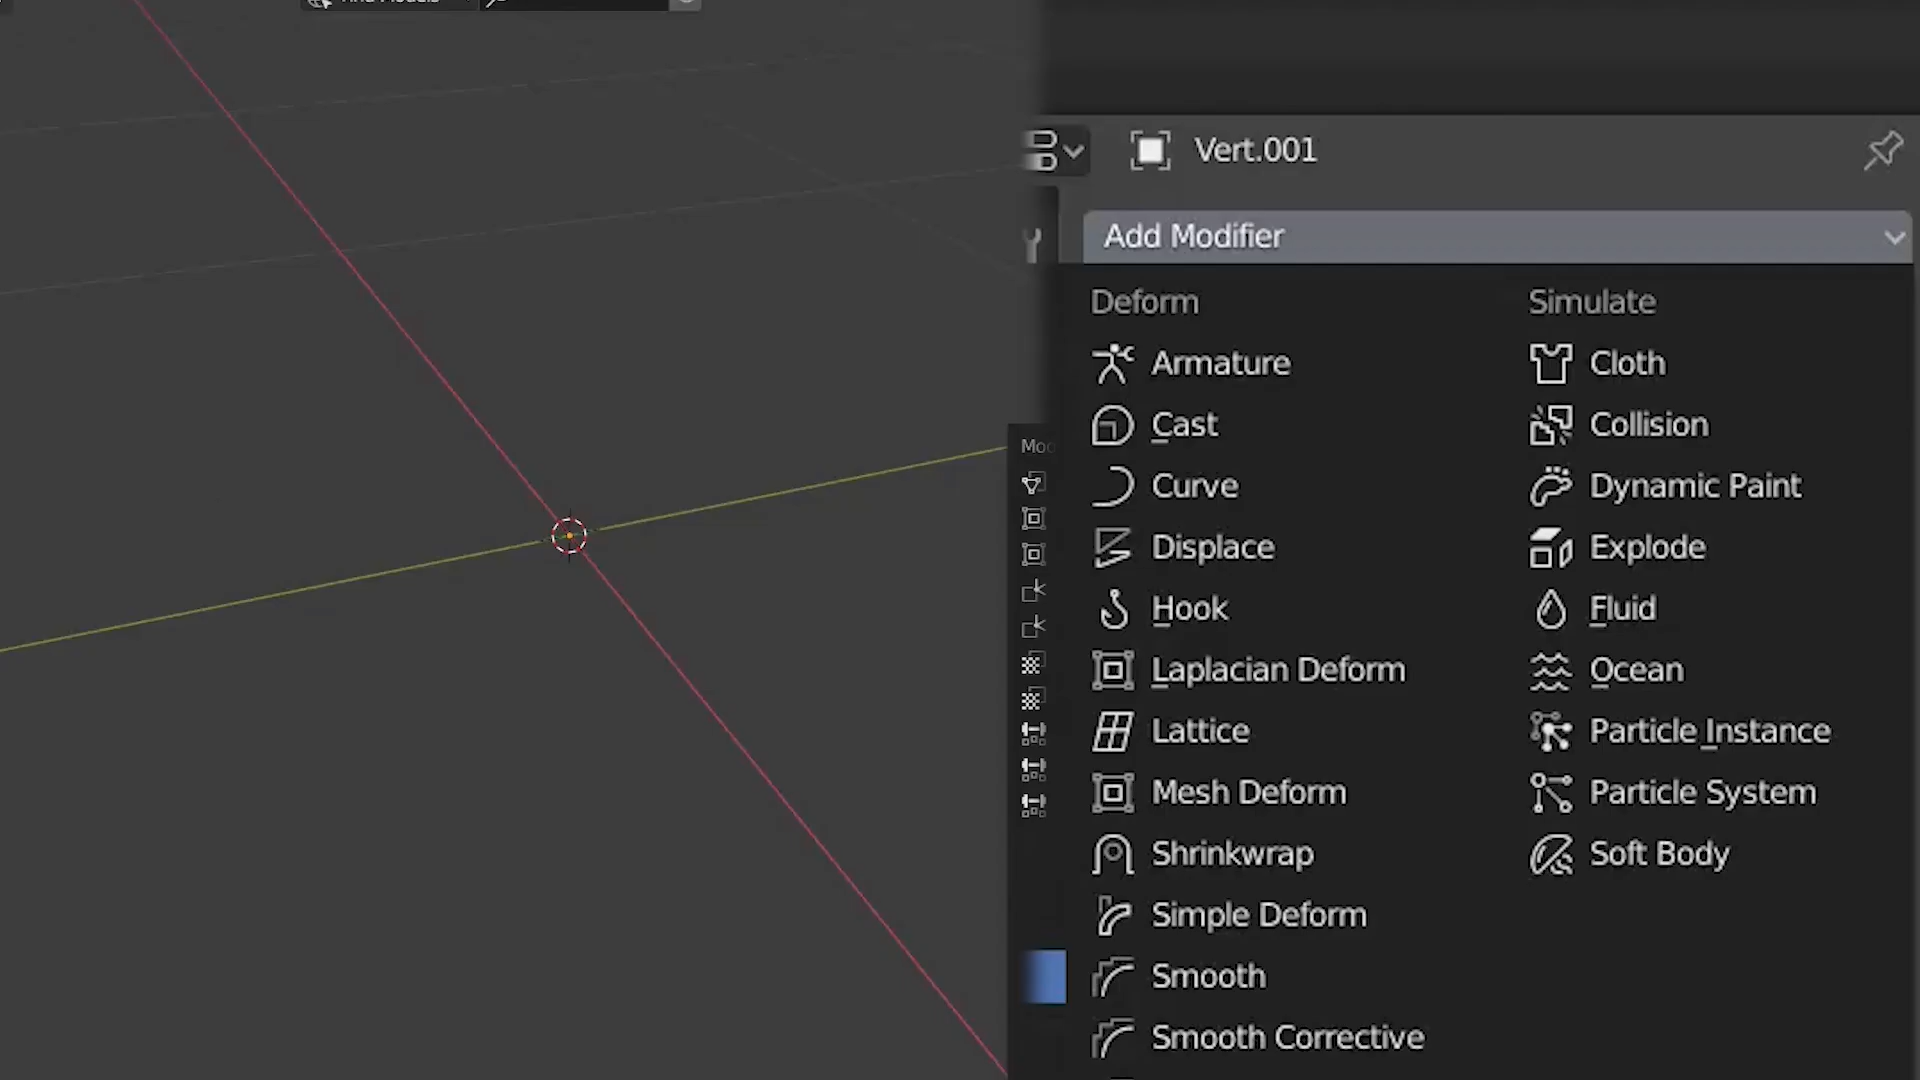 Vert.001
Add Modifier
Deform
Simulate
Armature
Cloth
Cast
Collision
Curve
Dynamic Paint
Displace
Explode
Hook
Fluid
Laplacian Deform
Ocean
Lattice
Particle Instance
Mesh Deform
Particle System
Shrinkwrap
Soft Body
Simple Deform
Smooth
Smooth Corrective